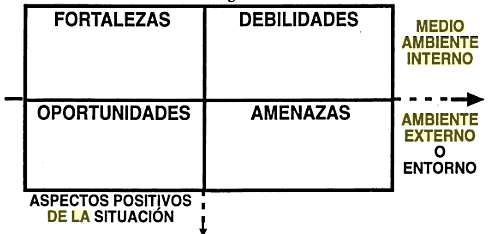 FORTALEZAS
DEBILIDADES
MEDIO
AMBIENTE
INTERNO
OPORTUNIDADES
AMENAZAS
AMBIENTE
EXTERNO
O
ENTORNO
ASPECTOS POSITIVOS
DE LA SITUACIÓN